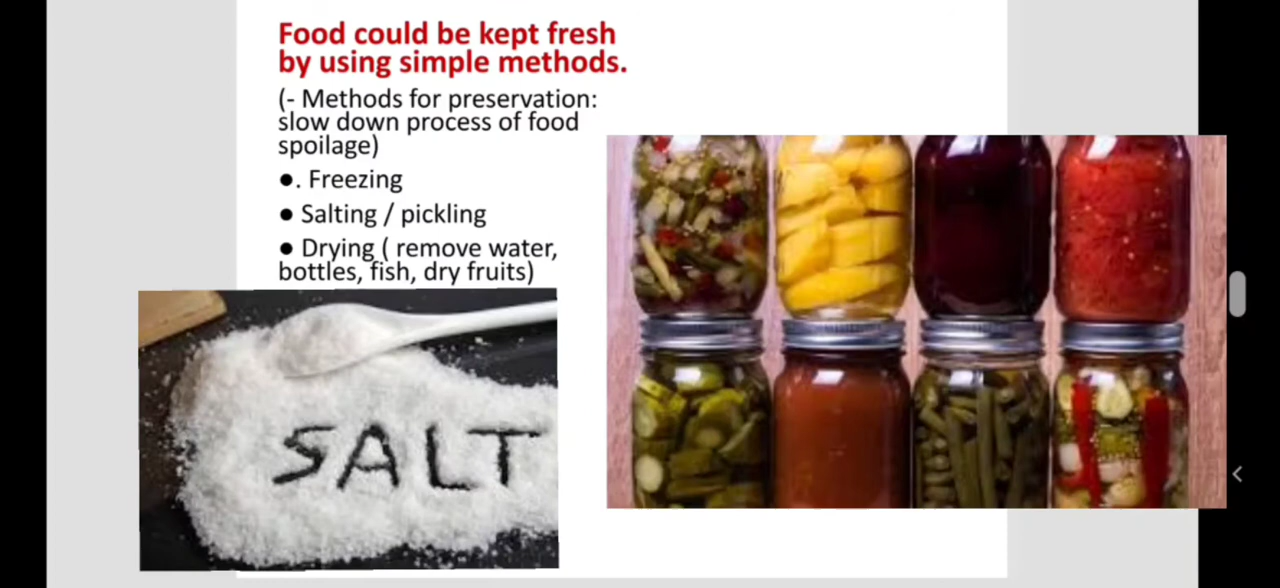 Food could be kept fresh
by using simple methods.
(- Methods for preservation:
slow down process of food
spoilage)
●. Freezing
● Salting / pickling
● Drying ( remove water,
bottles, fish, dry fruits)
SALT